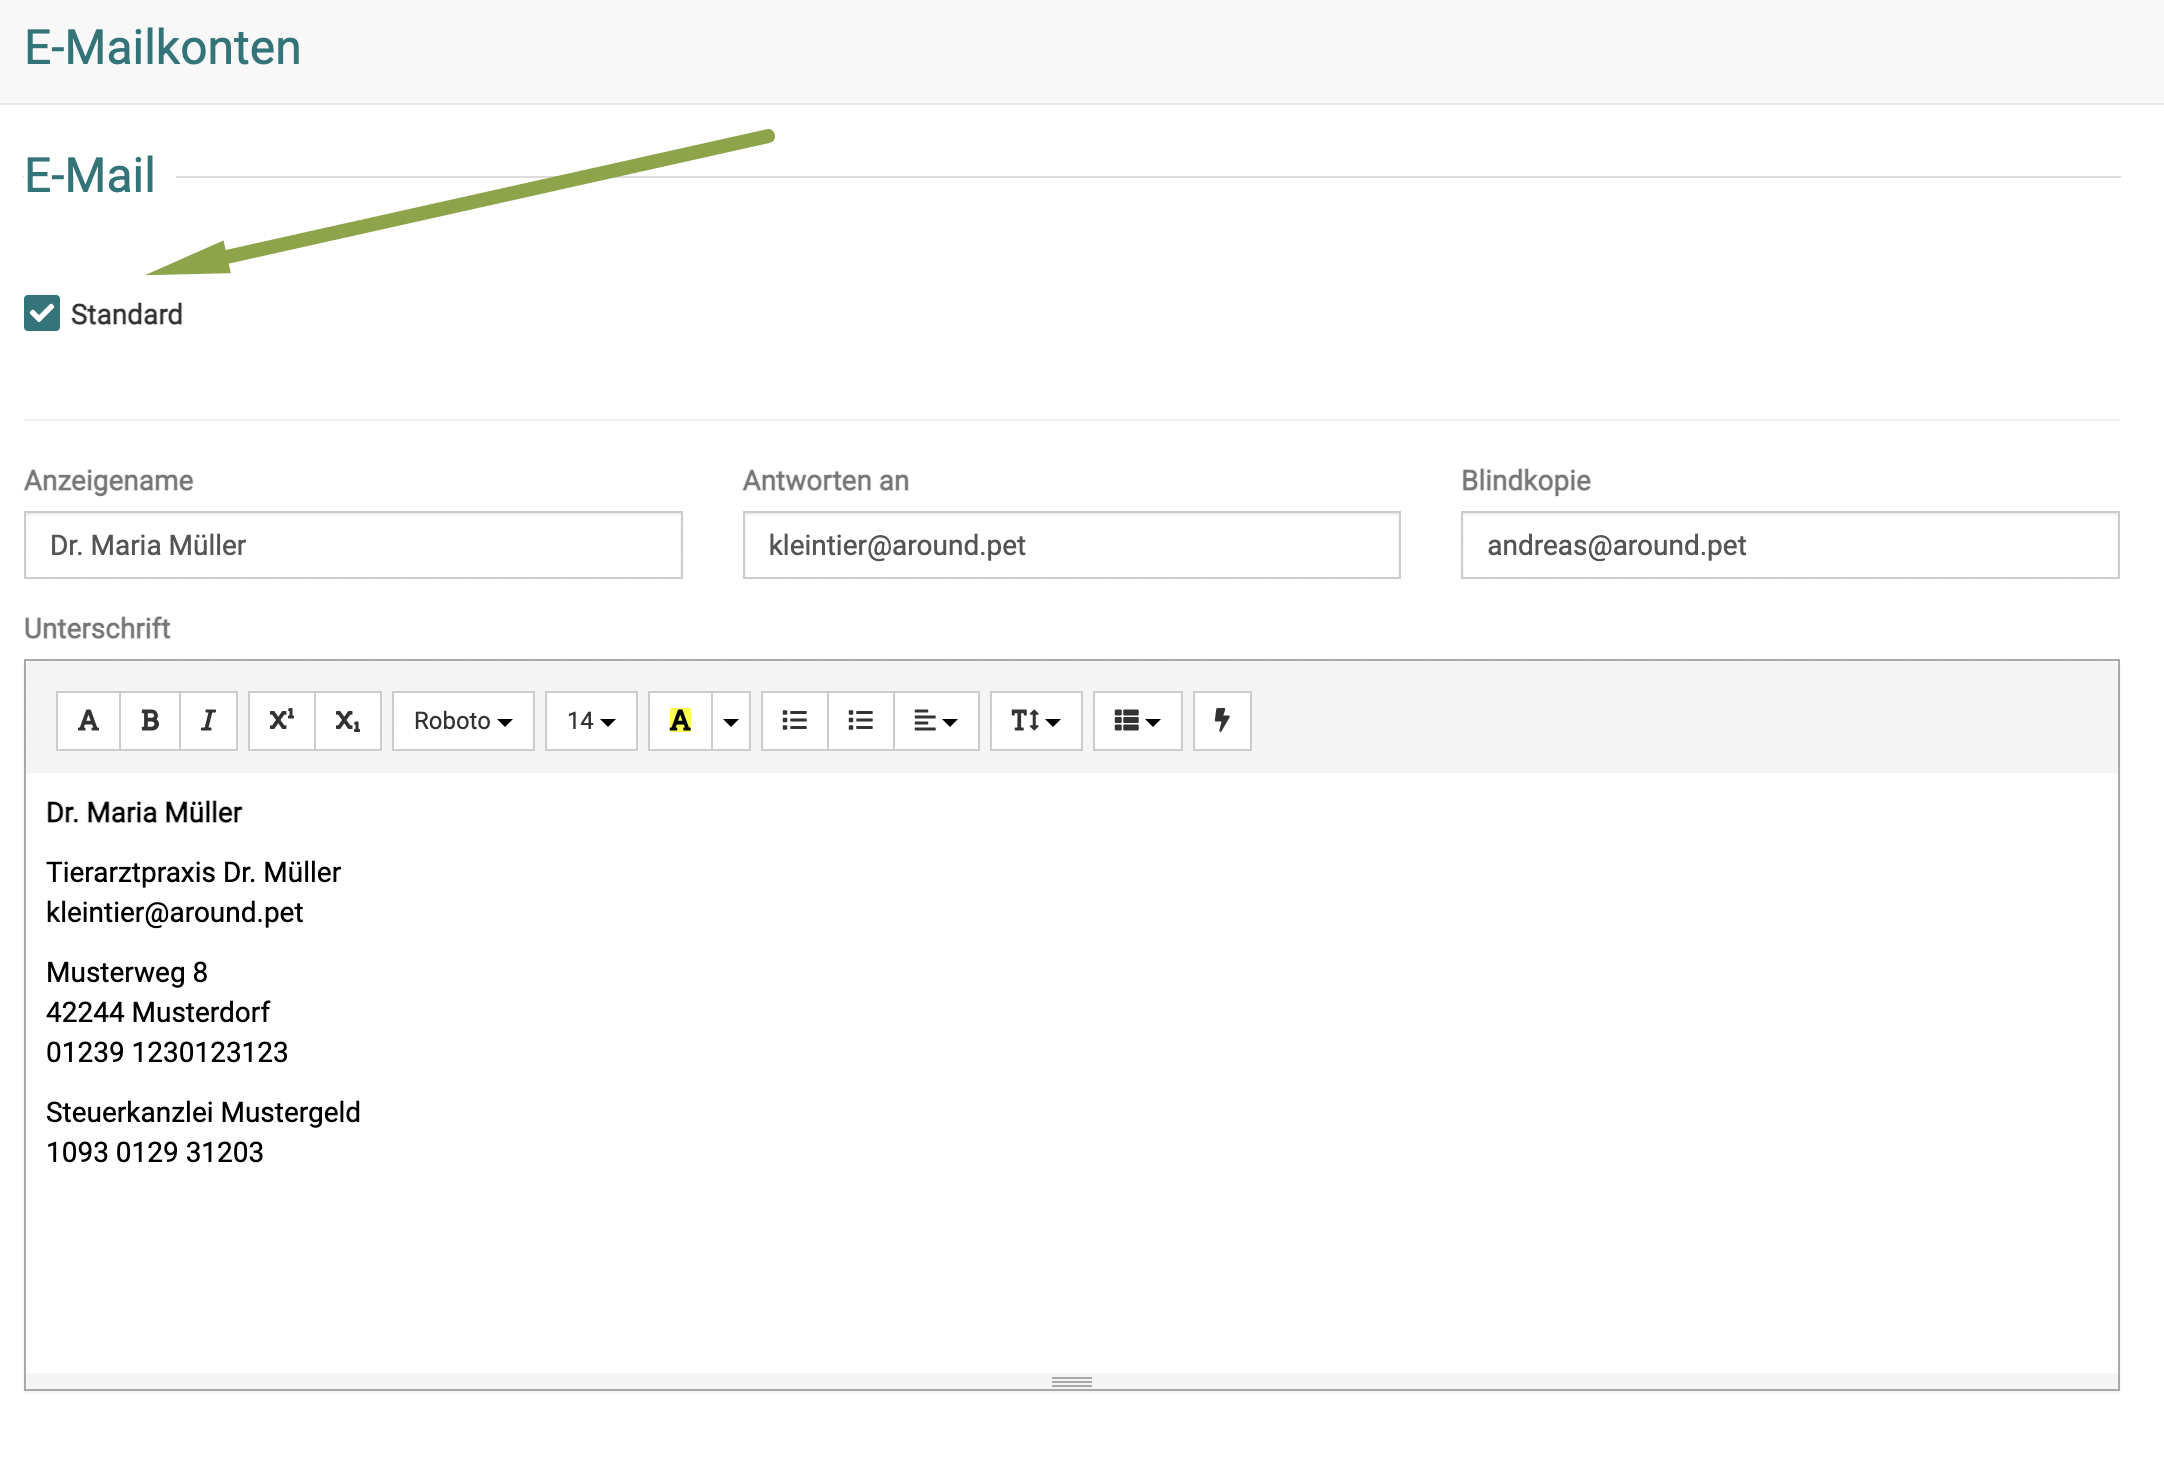 E-Mailkonten
E-Mail
Standard
Anzeigename
Antworten an
Blindkopie
Dr. Maria Müller
kleintier@around.pet
andreas@around.pet
Unterschrift
A B I X¹ X₁ Roboto 14 A T
Dr. Maria Müller
Tierarztpraxis Dr. Müller
kleintier@around.pet
Musterweg 8
42244 Musterdorf
01239 1230123123
Steuerkanzlei Mustergeld
1093 0129 31203